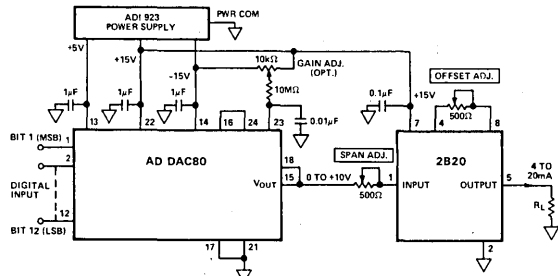 ADI 923
POWER SUPPLY
PWR COM
+5V
+15V
-15V
10kΩ
GAIN ADJ.
(OPT.)
10MΩ
1µF
1µF
1µF
0.01µF
0.1µF
+15V
OFFSET ADJ.
500Ω
13
22
14
16
24
23
7
4
8
BIT 1 (MSB)
1
2
DIGITAL
INPUT
12
BIT 12 (LSB)
AD DAC80
18
15
VOUT
0 TO +10V
SPAN ADJ.
500Ω
1
INPUT
2B20
OUTPUT
5
4 TO
20mA
RL
17
21
2